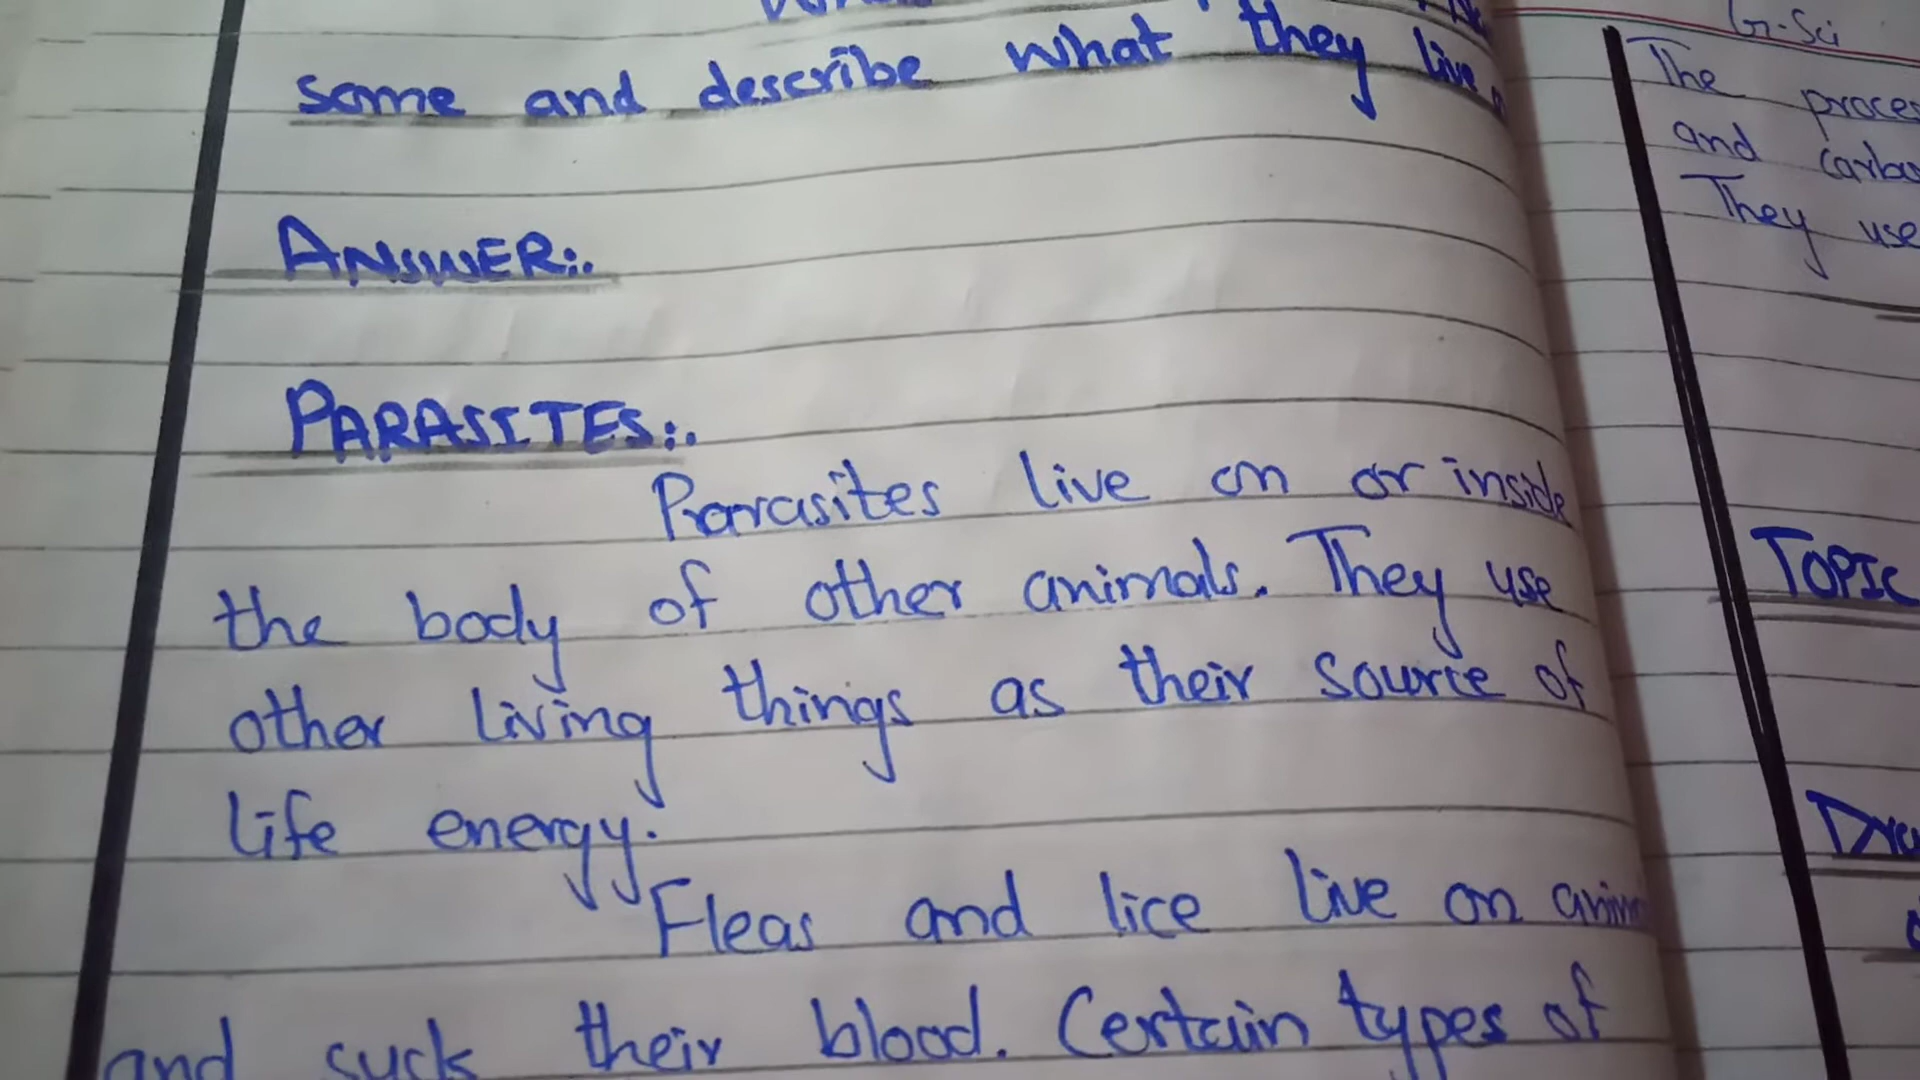 some and describe what they live
ANSWER:.
PARASITES:.
Parasites live on or inside
the body of other animals. They use
other living things as their source of
life energy.
Fleas and lice live on
and suck their blood. Certain types of
Gr-Sci
The
and
They use
TOPIC